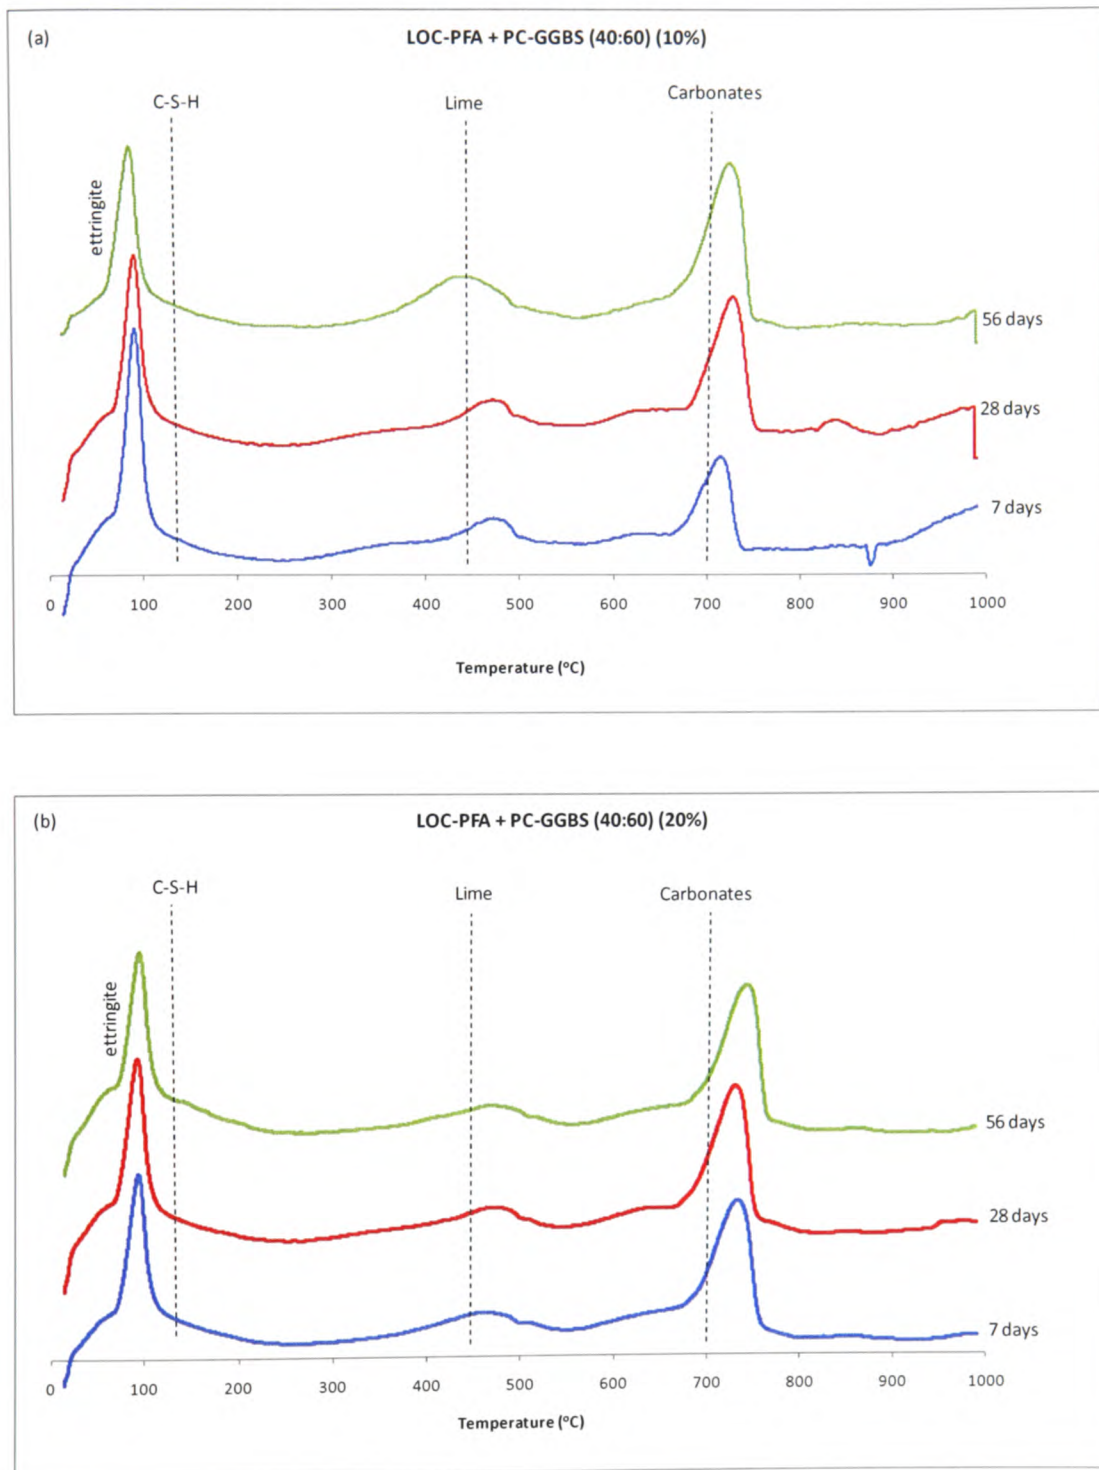 (a)
LOC-PFA + PC-GGBS (40:60) (10%)
C-S-H
Lime
Carbonates
ettringite
56 days
28 days
7 days
0 100 200 300 400 500 600 700 800 900 1000
Temperature (°C)
(b)
LOC-PFA + PC-GGBS (40:60) (20%)
C-S-H
Lime
Carbonates
ettringite
56 days
28 days
7 days
0 100 200 300 400 500 600 700 800 900 1000
Temperature (°C)